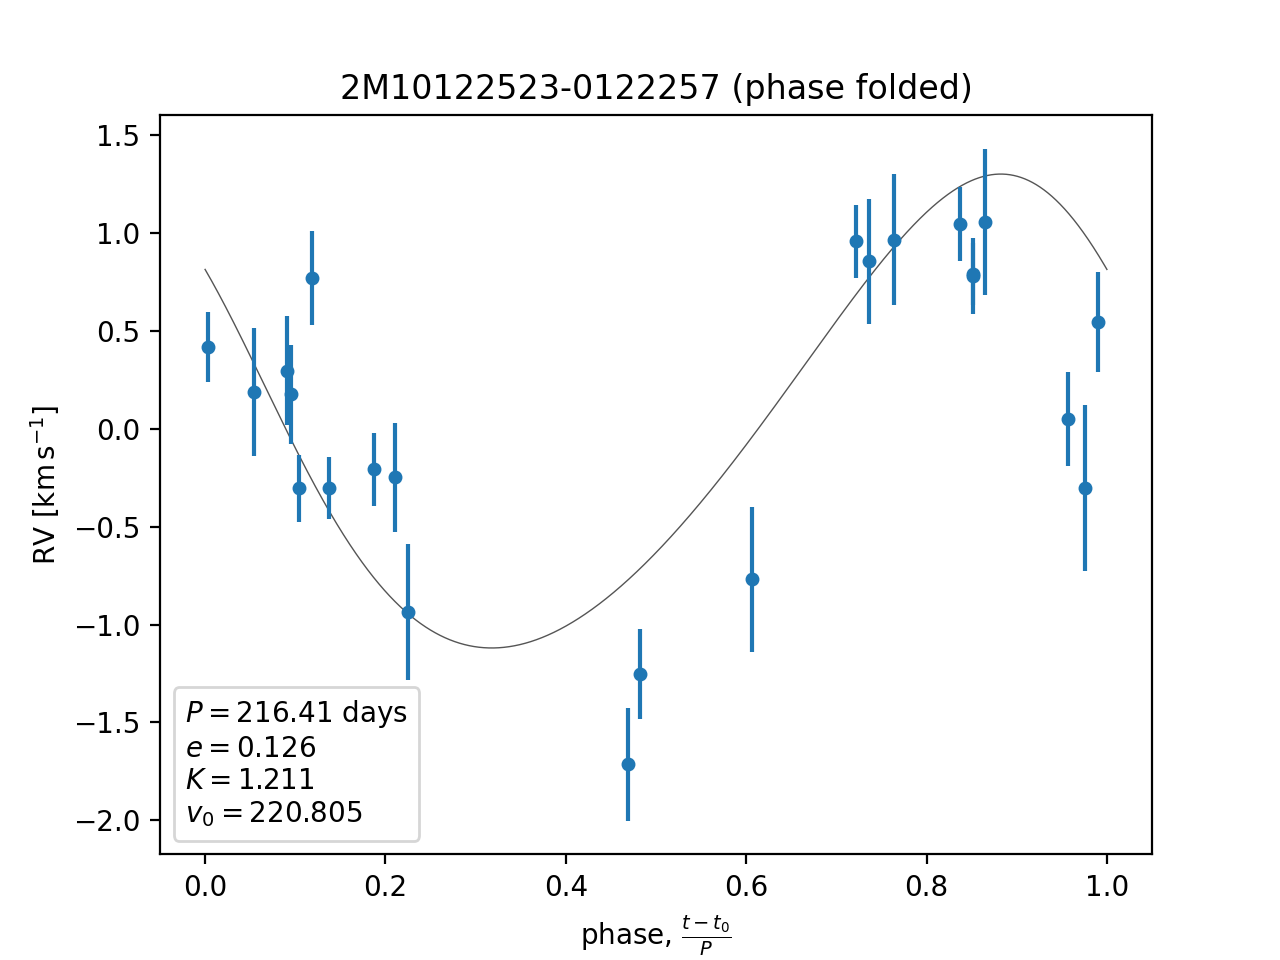 2M10122523-0122257 (phase folded)
1.5
1.0
0.5
0.0
−0.5
−1.0
−1.5
−2.0
RV [km s⁻¹]
P = 216.41 days
e = 0.126
K = 1.211
v₀ = 220.805
0.0 0.2 0.4 0.6 0.8 1.0
phase, (t − t₀)/P